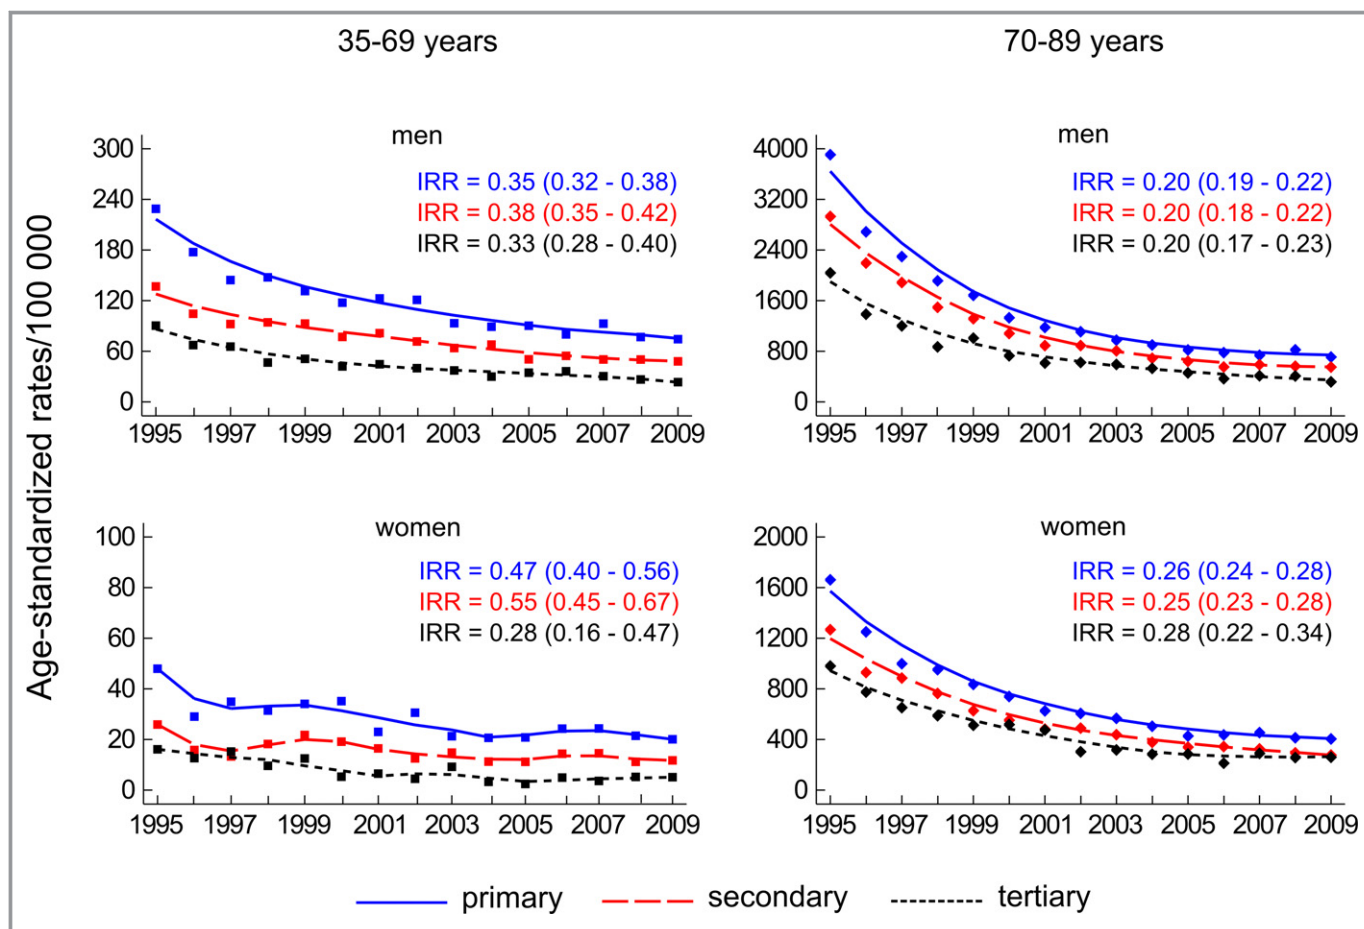 35-69 years
70-89 years
Age-standardized rates/100 000
men
IRR = 0.35 (0.32 - 0.38)
IRR = 0.38 (0.35 - 0.42)
IRR = 0.33 (0.28 - 0.40)
300
240
180
120
60
0
1995 1997 1999 2001 2003 2005 2007 2009
men
IRR = 0.20 (0.19 - 0.22)
IRR = 0.20 (0.18 - 0.22)
IRR = 0.20 (0.17 - 0.23)
4000
3200
2400
1600
800
0
1995 1997 1999 2001 2003 2005 2007 2009
women
IRR = 0.47 (0.40 - 0.56)
IRR = 0.55 (0.45 - 0.67)
IRR = 0.28 (0.16 - 0.47)
100
80
60
40
20
0
1995 1997 1999 2001 2003 2005 2007 2009
women
IRR = 0.26 (0.24 - 0.28)
IRR = 0.25 (0.23 - 0.28)
IRR = 0.28 (0.22 - 0.34)
2000
1600
1200
800
400
0
1995 1997 1999 2001 2003 2005 2007 2009
primary secondary tertiary